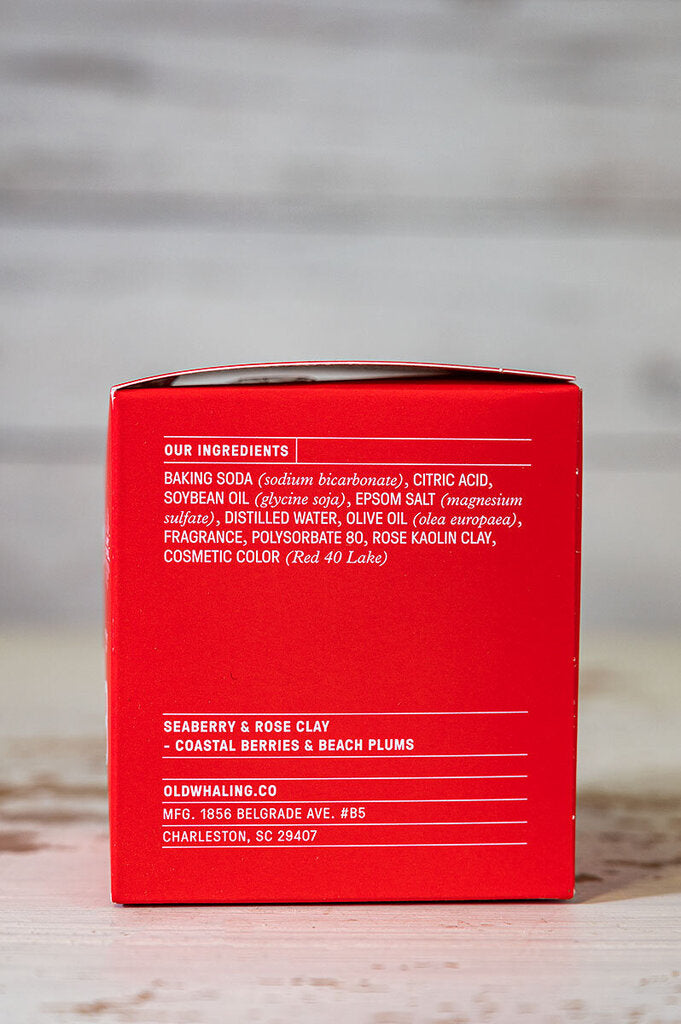 OUR INGREDIENTS
BAKING SODA (sodium bicarbonate), CITRIC ACID,
SOYBEAN OIL (glycine soja), EPSOM SALT (magnesium
sulfate), DISTILLED WATER, OLIVE OIL (olea europaea),
FRAGRANCE, POLYSORBATE 80, ROSE KAOLIN CLAY,
COSMETIC COLOR (Red 40 Lake)
SEABERRY & ROSE CLAY
- COASTAL BERRIES & BEACH PLUMS
OLDWHALING.CO
MFG. 1856 BELGRADE AVE. #B5
CHARLESTON, SC 29407